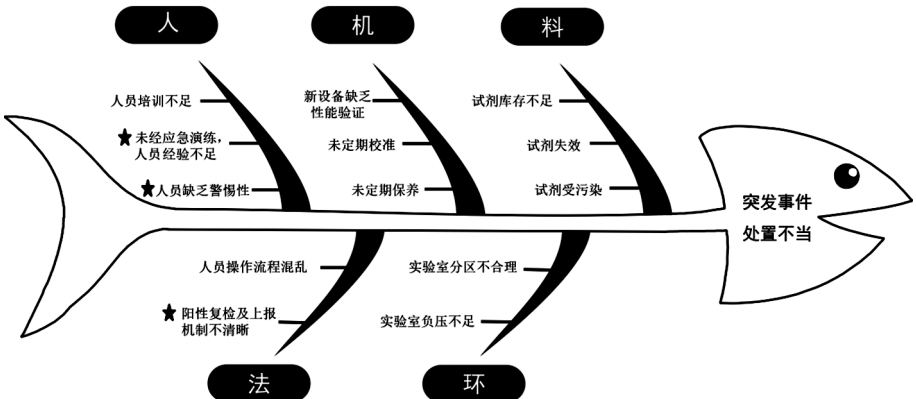 人
机
料
人员培训不足
★未经应急演练，
人员经验不足
★人员缺乏警惕性
新设备缺乏
性能验证
未定期校准
未定期保养
试剂库存不足
试剂失效
试剂受污染
突发事件
处置不当
人员操作流程混乱
★阳性复检及上报
机制不清晰
实验室分区不合理
实验室负压不足
法
环